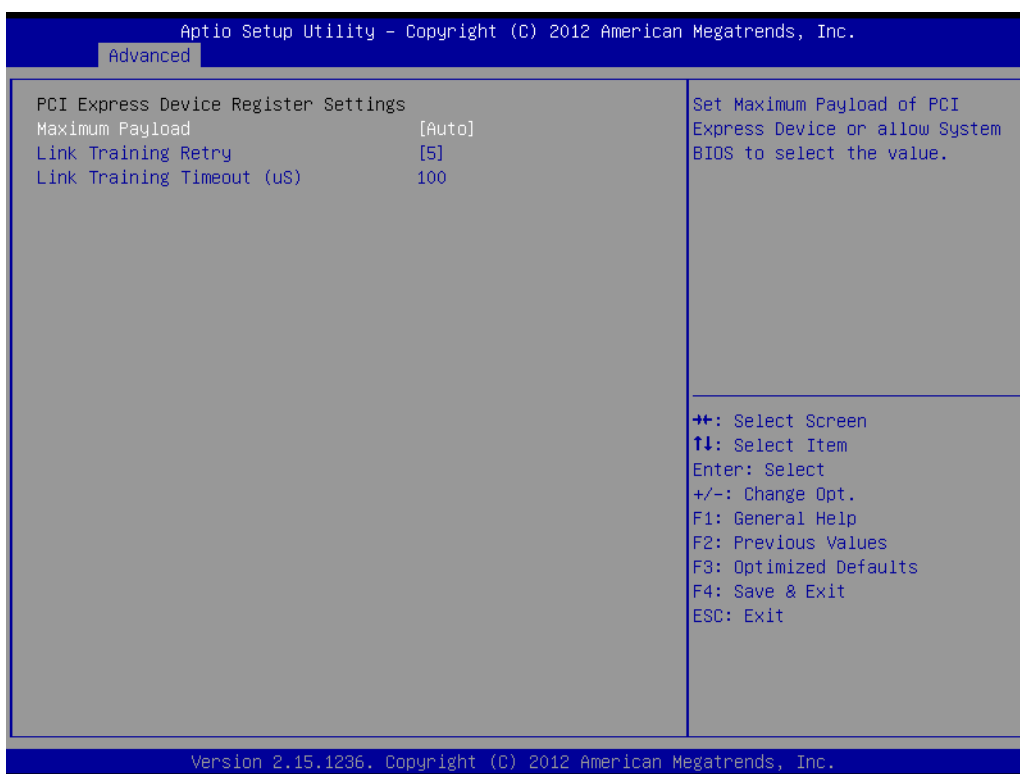 Aptio Setup Utility – Copyright (C) 2012 American Megatrends, Inc.
Advanced
PCI Express Device Register Settings
Maximum Payload [Auto]
Link Training Retry [5]
Link Training Timeout (uS) 100
Set Maximum Payload of PCI
Express Device or allow System
BIOS to select the value.
→←: Select Screen
↑↓: Select Item
Enter: Select
+/-: Change Opt.
F1: General Help
F2: Previous Values
F3: Optimized Defaults
F4: Save & Exit
ESC: Exit
Version 2.15.1236. Copyright (C) 2012 American Megatrends, Inc.